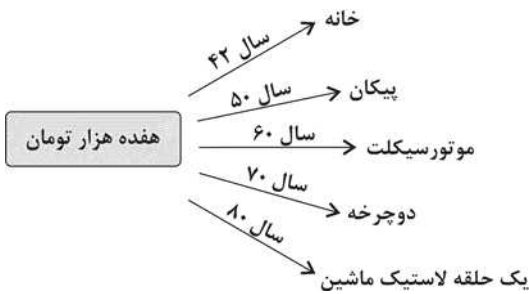 خانه
سال ۴۲
پیکان
سال ۵۰
هفده هزار تومان
سال ۶۰
موتورسیکلت
سال ۷۰
دوچرخه
سال ۸۰
یک حلقه لاستیک ماشین